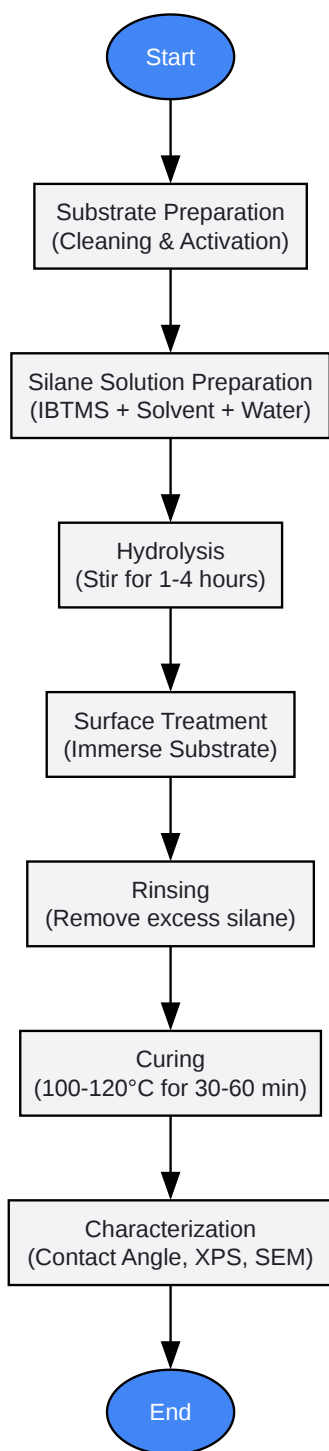 Start
Substrate Preparation
(Cleaning & Activation)
Silane Solution Preparation
(IBTMS + Solvent + Water)
Hydrolysis
(Stir for 1-4 hours)
Surface Treatment
(Immerse Substrate)
Rinsing
(Remove excess silane)
Curing
(100-120°C for 30-60 min)
Characterization
(Contact Angle, XPS, SEM)
End